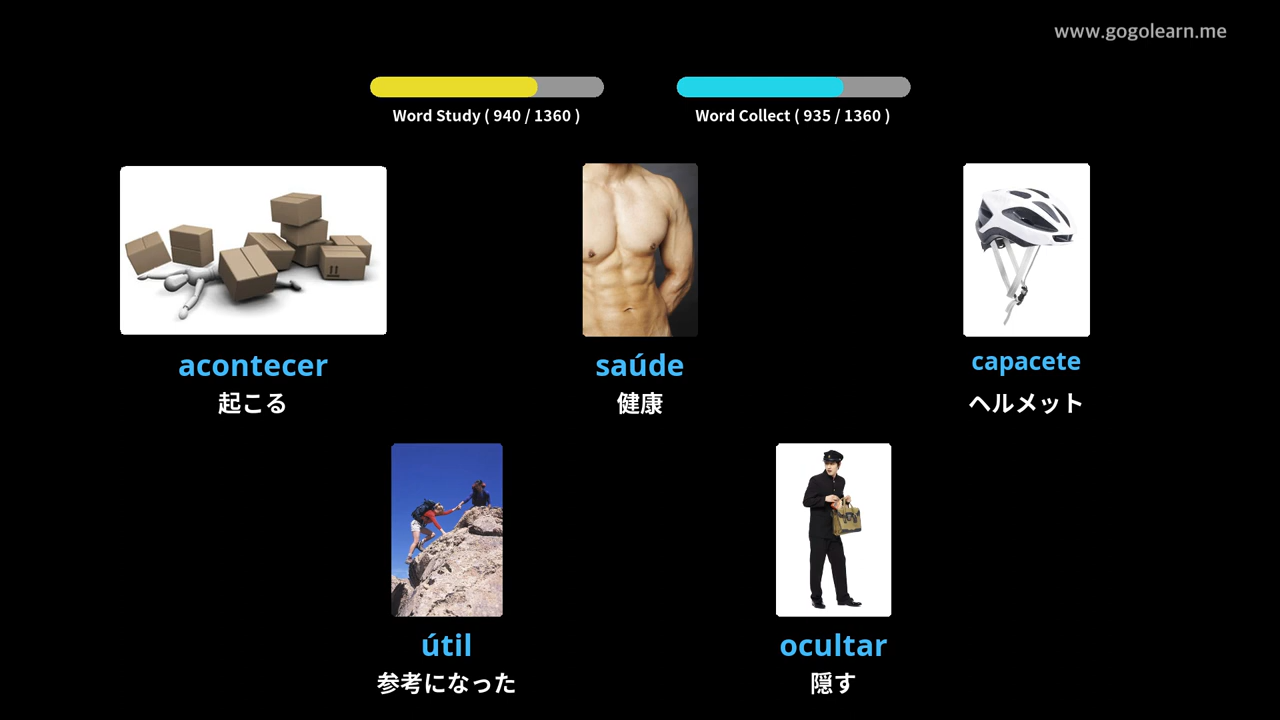 www.gogolearn.me
Word Study ( 940 / 1360 )
Word Collect ( 935 / 1360 )
acontecer
起こる
saúde
健康
capacete
ヘルメット
útil
参考になった
ocultar
隠す